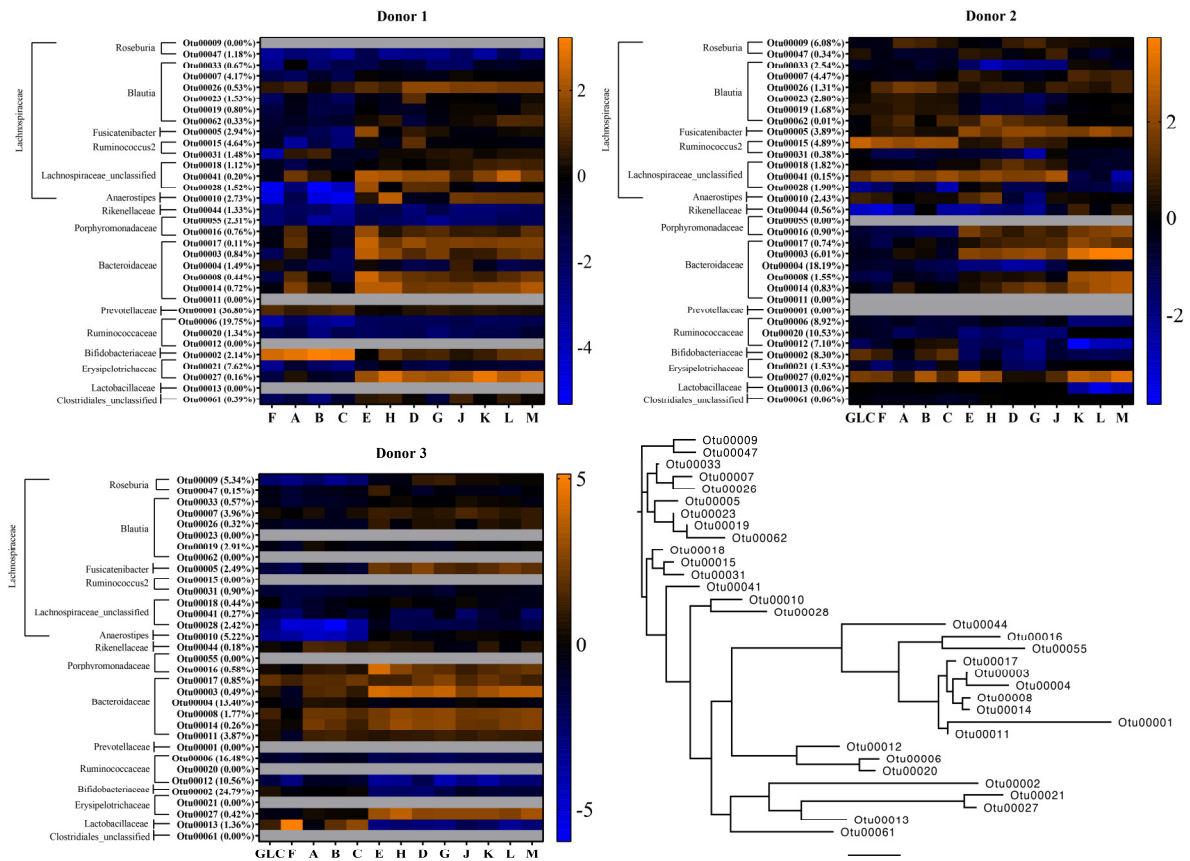 Donor 1
Lachnospiraceae
Roseburia
Blautia
Fusicatenibacter
Ruminococcus2
Lachnospiraceae_unclassified
Anaerostipes
Rikenellaceae
Porphyromonadaceae
Bacteroidaceae
Prevotellaceae
Ruminococcaceae
Bifidobacteriaceae
Erysipelotrichaceae
Lactobacillaceae
Clostridiales_unclassified
Otu00009 (0.00%)
Otu00047 (1.18%)
Otu00033 (0.67%)
Otu00007 (4.17%)
Otu00026 (0.53%)
Otu00023 (1.53%)
Otu00019 (0.80%)
Otu00062 (0.33%)
Otu00005 (2.94%)
Otu00015 (4.64%)
Otu00031 (1.48%)
Otu00018 (1.12%)
Otu00041 (0.20%)
Otu00028 (1.52%)
Otu00010 (2.73%)
Otu00044 (1.33%)
Otu00055 (2.31%)
Otu00016 (0.76%)
Otu00017 (0.11%)
Otu00003 (0.84%)
Otu00004 (1.49%)
Otu00008 (0.44%)
Otu00014 (0.72%)
Otu00011 (0.00%)
Otu00001 (36.80%)
Otu00006 (19.75%)
Otu00020 (1.34%)
Otu00012 (0.00%)
Otu00002 (2.14%)
Otu00021 (7.62%)
Otu00027 (0.16%)
Otu00013 (0.00%)
Otu00061 (0.39%)
F A B C E H D G J K L M
2
0
-2
-4
Donor 2
Lachnospiraceae
Roseburia
Blautia
Fusicatenibacter
Ruminococcus2
Lachnospiraceae_unclassified
Anaerostipes
Rikenellaceae
Porphyromonadaceae
Bacteroidaceae
Prevotellaceae
Ruminococcaceae
Bifidobacteriaceae
Erysipelotrichaceae
Lactobacillaceae
Clostridiales_unclassified
Otu00009 (6.08%)
Otu00047 (0.34%)
Otu00033 (2.54%)
Otu00007 (4.47%)
Otu00026 (1.31%)
Otu00023 (2.80%)
Otu00019 (1.68%)
Otu00062 (0.01%)
Otu00005 (3.89%)
Otu00015 (4.89%)
Otu00031 (0.38%)
Otu00018 (1.82%)
Otu00041 (0.15%)
Otu00028 (1.90%)
Otu00010 (2.43%)
Otu00044 (0.56%)
Otu00055 (0.00%)
Otu00016 (0.90%)
Otu00017 (0.74%)
Otu00003 (6.01%)
Otu00004 (18.19%)
Otu00008 (1.55%)
Otu00014 (0.83%)
Otu00011 (0.00%)
Otu00001 (0.00%)
Otu00006 (8.92%)
Otu00020 (10.53%)
Otu00012 (7.10%)
Otu00002 (8.30%)
Otu00021 (1.53%)
Otu00027 (0.02%)
Otu00013 (0.06%)
Otu00061 (0.06%)
GLC F A B C E H D G J K L M
2
0
-2
Donor 3
Lachnospiraceae
Roseburia
Blautia
Fusicatenibacter
Ruminococcus2
Lachnospiraceae_unclassified
Anaerostipes
Rikenellaceae
Porphyromonadaceae
Bacteroidaceae
Prevotellaceae
Ruminococcaceae
Bifidobacteriaceae
Erysipelotrichaceae
Lactobacillaceae
Clostridiales_unclassified
Otu00009 (5.34%)
Otu00047 (0.15%)
Otu00033 (0.57%)
Otu00007 (3.96%)
Otu00026 (0.32%)
Otu00023 (0.00%)
Otu00019 (2.91%)
Otu00062 (0.00%)
Otu00005 (2.49%)
Otu00015 (0.00%)
Otu00031 (0.90%)
Otu00018 (0.44%)
Otu00041 (0.27%)
Otu00028 (2.42%)
Otu00010 (5.22%)
Otu00044 (0.18%)
Otu00055 (0.00%)
Otu00016 (0.58%)
Otu00017 (0.85%)
Otu00003 (0.49%)
Otu00004 (13.40%)
Otu00008 (1.77%)
Otu00014 (0.26%)
Otu00011 (3.87%)
Otu00001 (0.00%)
Otu00006 (16.48%)
Otu00020 (0.00%)
Otu00012 (10.56%)
Otu00002 (24.79%)
Otu00021 (0.00%)
Otu00027 (0.42%)
Otu00013 (1.36%)
Otu00061 (0.00%)
GLC F A B C E H D G J K L M
5
0
-5
Otu00009
Otu00047
Otu00033
Otu00007
Otu00026
Otu00005
Otu00023
Otu00019
Otu00062
Otu00018
Otu00015
Otu00031
Otu00041
Otu00010
Otu00028
Otu00044
Otu00016
Otu00055
Otu00017
Otu00003
Otu00004
Otu00008
Otu00014
Otu00001
Otu00011
Otu00012
Otu00006
Otu00020
Otu00002
Otu00021
Otu00027
Otu00013
Otu00061